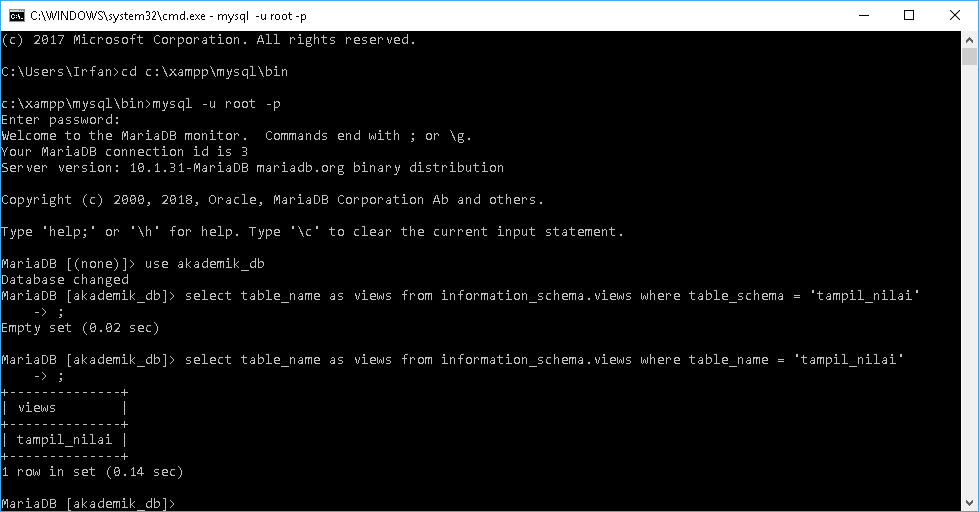 C:\WINDOWS\system32\cmd.exe - mysql -u root -p
(c) 2017 Microsoft Corporation. All rights reserved.
C:\Users\Irfan>cd c:\xampp\mysql\bin
c:\xampp\mysql\bin>mysql -u root -p
Enter password:
Welcome to the MariaDB monitor.  Commands end with ; or \g.
Your MariaDB connection id is 3
Server version: 10.1.31-MariaDB mariadb.org binary distribution
Copyright (c) 2000, 2018, Oracle, MariaDB Corporation Ab and others.
Type 'help;' or '\h' for help. Type '\c' to clear the current input statement.
MariaDB [(none)]> use akademik_db
Database changed
MariaDB [akademik_db]> select table_name as views from information_schema.views where table_schema = 'tampil_nilai'
    -> ;
Empty set (0.02 sec)
MariaDB [akademik_db]> select table_name as views from information_schema.views where table_name = 'tampil_nilai'
    -> ;
+--------------+
| views        |
+--------------+
| tampil_nilai |
+--------------+
1 row in set (0.14 sec)
MariaDB [akademik_db]>